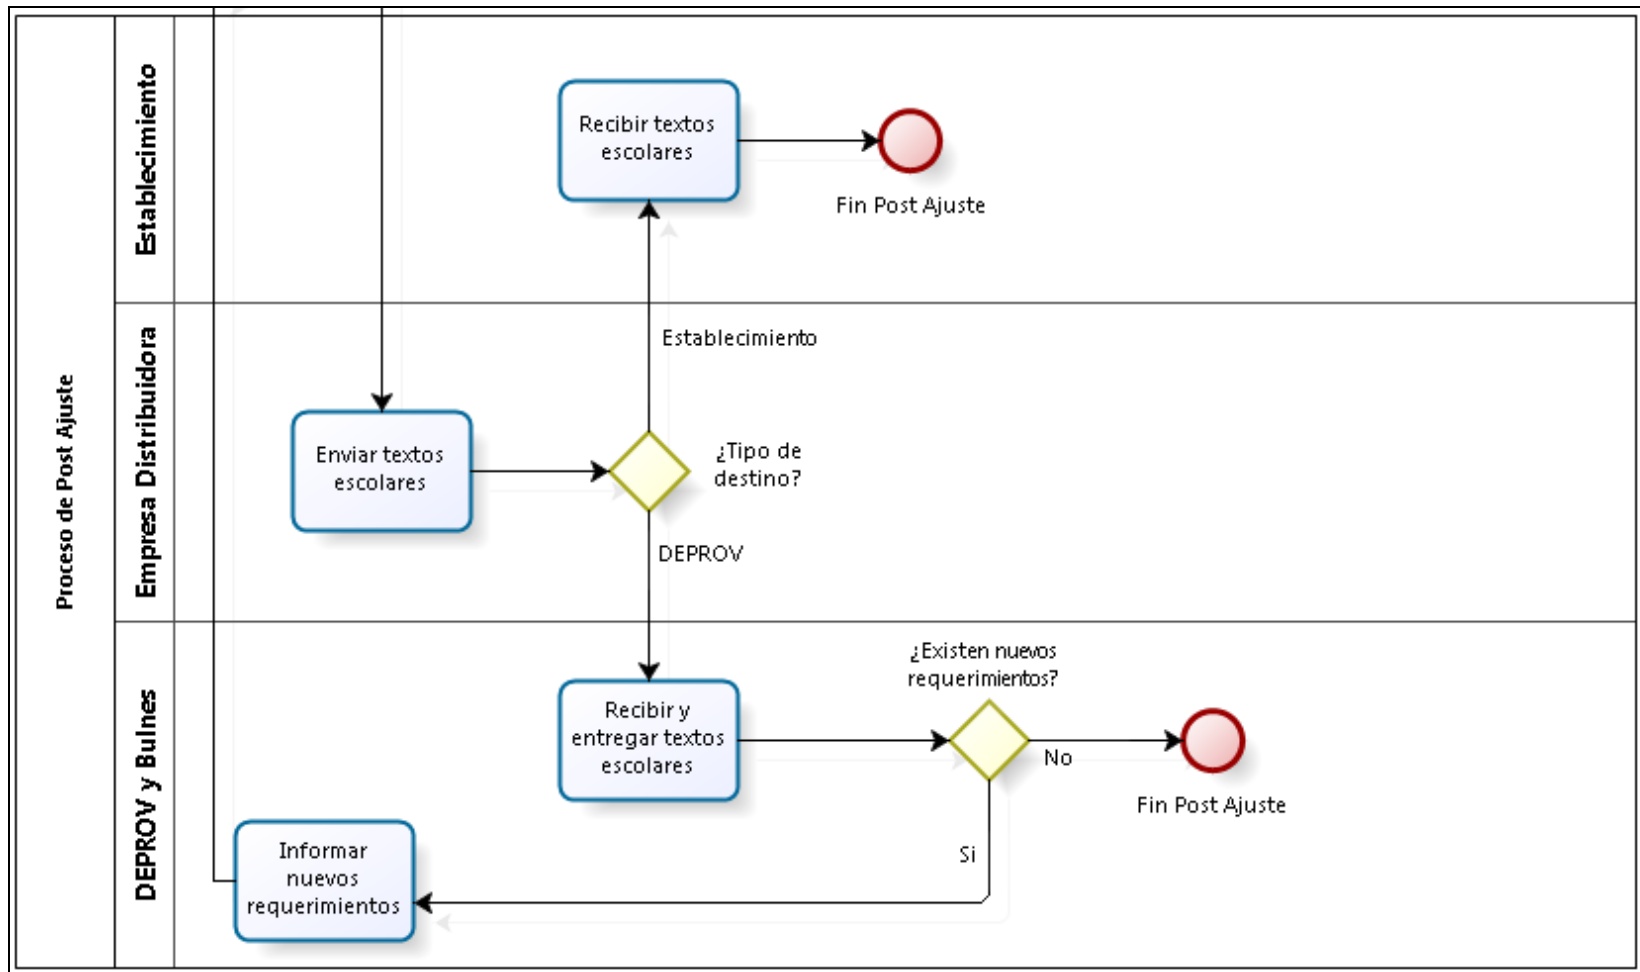 Proceso de Post Ajuste
Establecimiento
Recibir textos
escolares
Fin Post Ajuste
Empresa Distribuidora
Establecimiento
Enviar textos
escolares
¿Tipo de
destino?
DEPROV
DEPROV y Bulnes
¿Existen nuevos
requerimientos?
Recibir y
entregar textos
escolares
No
Fin Post Ajuste
Si
Informar
nuevos
requerimientos